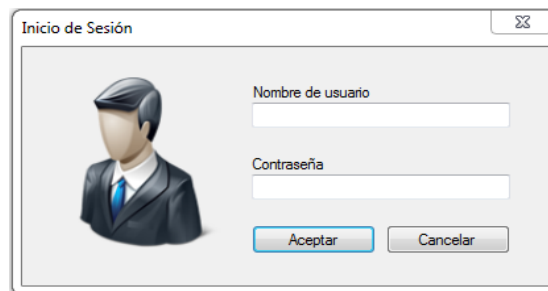 Inicio de Sesión
Nombre de usuario
Contraseña
Aceptar
Cancelar